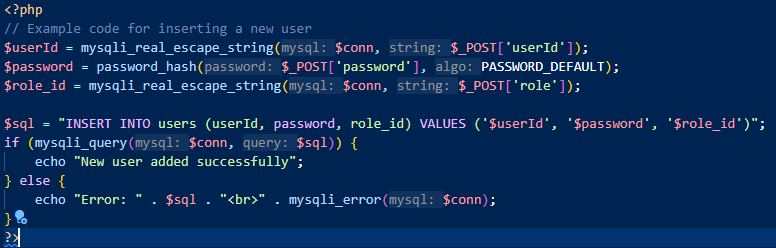 <?php
// Example code for inserting a new user
$userId = mysqli_real_escape_string(mysql: $conn, string: $_POST['userId']);
$password = password_hash(password: $_POST['password'], algo: PASSWORD_DEFAULT);
$role_id = mysqli_real_escape_string(mysql: $conn, string: $_POST['role']);
$sql = "INSERT INTO users (userId, password, role_id) VALUES ('$userId', '$password', '$role_id')";
if (mysqli_query(mysql: $conn, query: $sql)) {
    echo "New user added successfully";
} else {
    echo "Error: " . $sql . "<br>" . mysqli_error(mysql: $conn);
}
?>